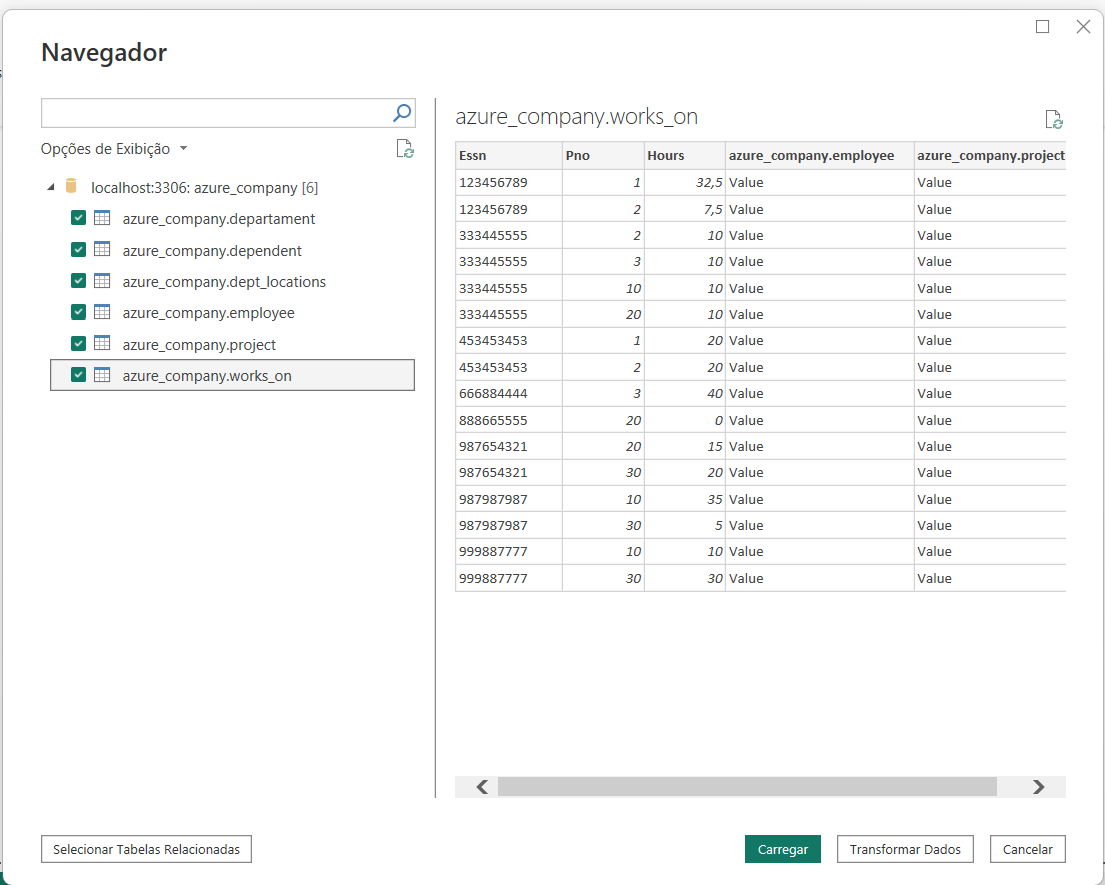 Navegador
Opções de Exibição
localhost:3306: azure_company [6]
azure_company.departament
azure_company.dependent
azure_company.dept_locations
azure_company.employee
azure_company.project
azure_company.works_on
azure_company.works_on
Essn Pno Hours azure_company.employee azure_company.project
123456789 1 32,5 Value Value
123456789 2 7,5 Value Value
333445555 2 10 Value Value
333445555 3 10 Value Value
333445555 10 10 Value Value
333445555 20 10 Value Value
453453453 1 20 Value Value
453453453 2 20 Value Value
666884444 3 40 Value Value
888665555 20 0 Value Value
987654321 20 15 Value Value
987654321 30 20 Value Value
987987987 10 35 Value Value
987987987 30 5 Value Value
999887777 10 10 Value Value
999887777 30 30 Value Value
Selecionar Tabelas Relacionadas Carregar Transformar Dados Cancelar